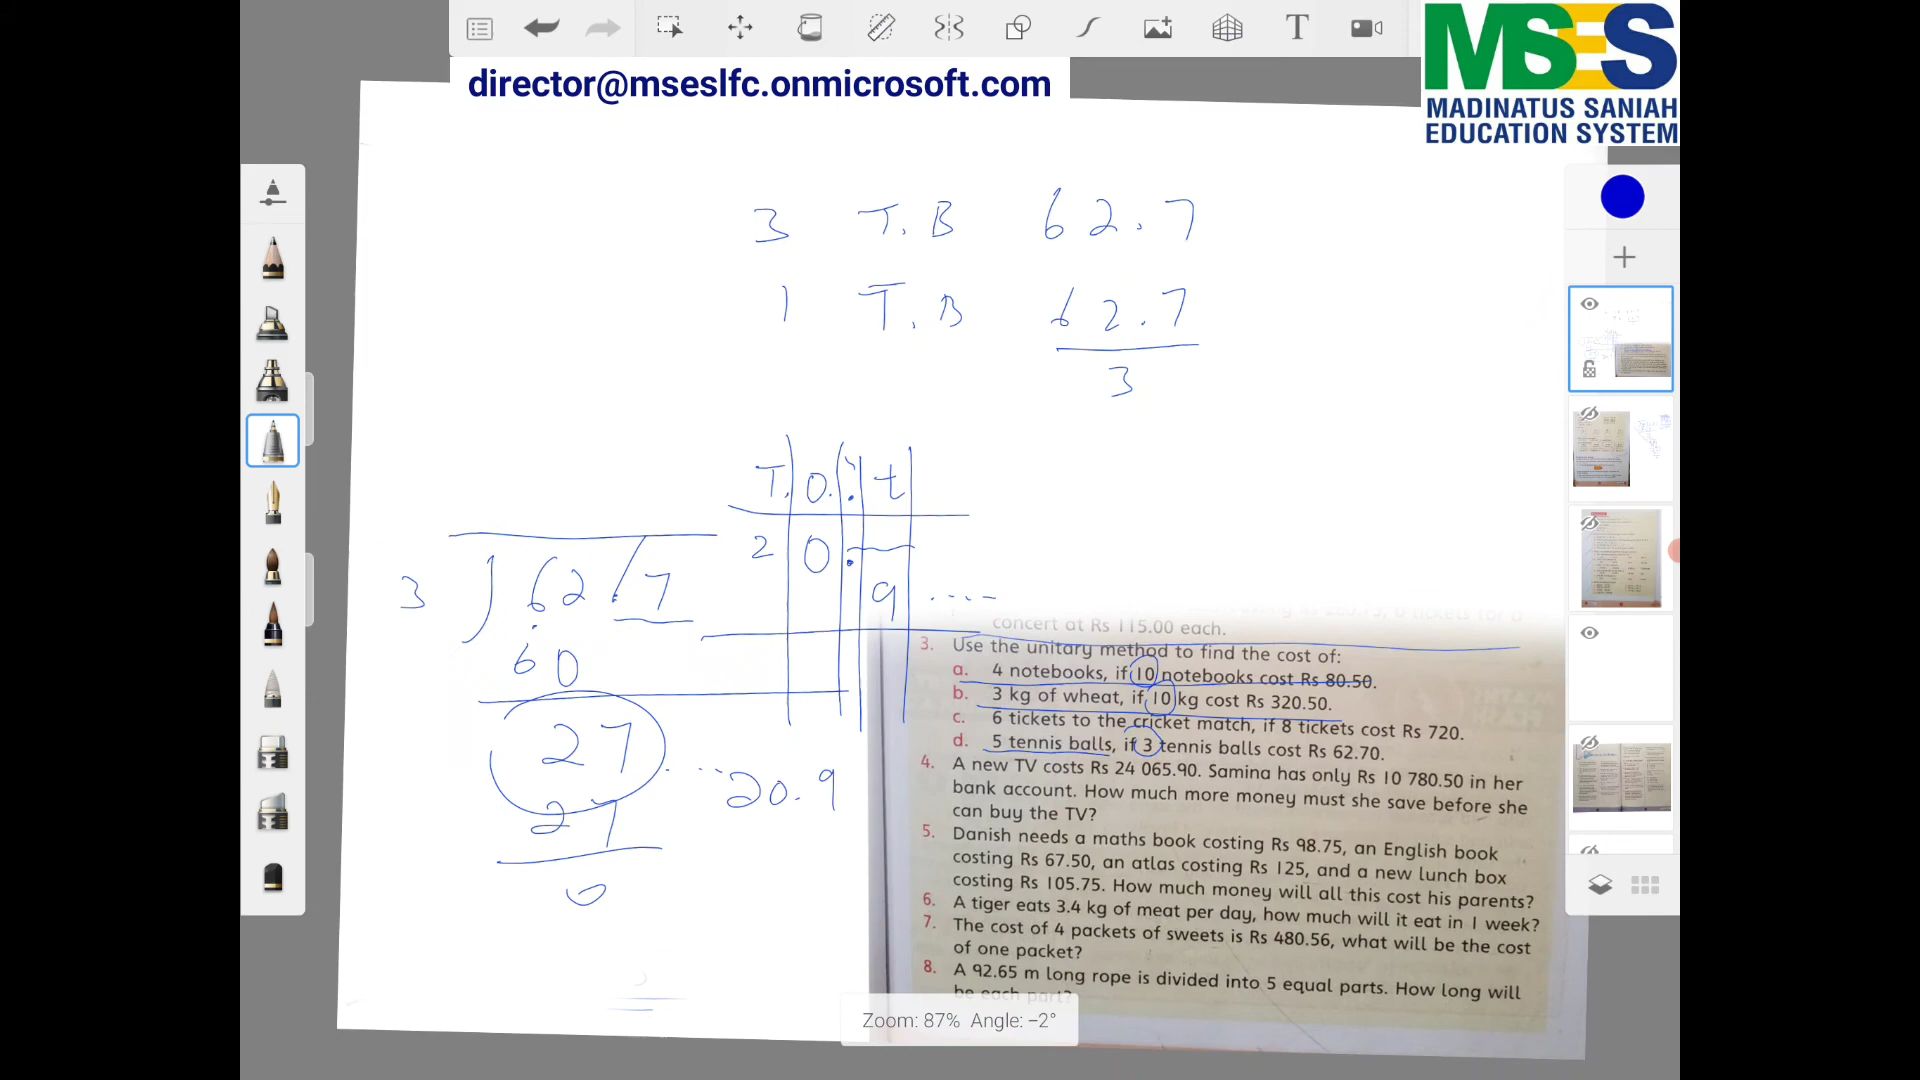 director@mseslfc.onmicrosoft.com
MSES
MADINATUS SANIAH
EDUCATION SYSTEM
3 T.B 62.7
1 T.B 62.7
3
T. O. . t
2 0 .
9 ....
3 ) 62.7
60
27
27
0
20.9
concert at Rs 115.00 each.
3. Use the unitary method to find the cost of:
a. 4 notebooks, if 10 notebooks cost Rs 80.50.
b. 3 kg of wheat, if 10 kg cost Rs 320.50.
c. 6 tickets to the cricket match, if 8 tickets cost Rs 720.
d. 5 tennis balls, if 3 tennis balls cost Rs 62.70.
4. A new TV costs Rs 24 065.90. Samina has only Rs 10 780.50 in her
bank account. How much more money must she save before she
can buy the TV?
5. Danish needs a maths book costing Rs 98.75, an English book
costing Rs 67.50, an atlas costing Rs 125, and a new lunch box
costing Rs 105.75. How much money will all this cost his parents?
6. A tiger eats 3.4 kg of meat per day, how much will it eat in 1 week?
7. The cost of 4 packets of sweets is Rs 480.56, what will be the cost
of one packet?
8. A 92.65 m long rope is divided into 5 equal parts. How long will
be each part?
Zoom: 87% Angle: −2°